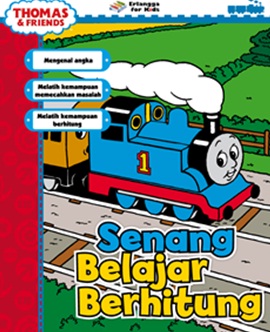 THOMAS
& FRIENDS
Erlangga
for Kids
Mengenal angka
Melatih kemampuan
memecahkan masalah
Melatih kemampuan
berhitung
1
Senang
Belajar
Berhitung